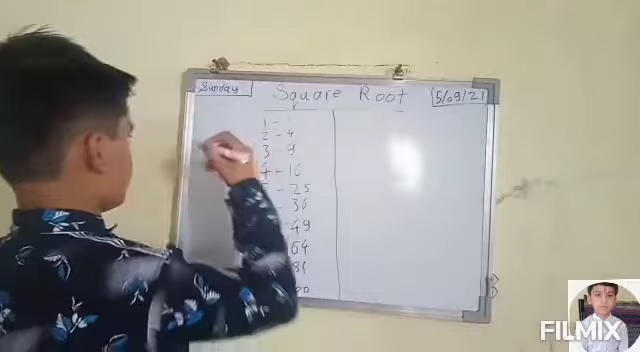 Sunday
Square Root
5/09/21
1 -
2 - 4
3 - 9
4 - 16
- 25
- 36
- 49
64
81
00
FILMIX